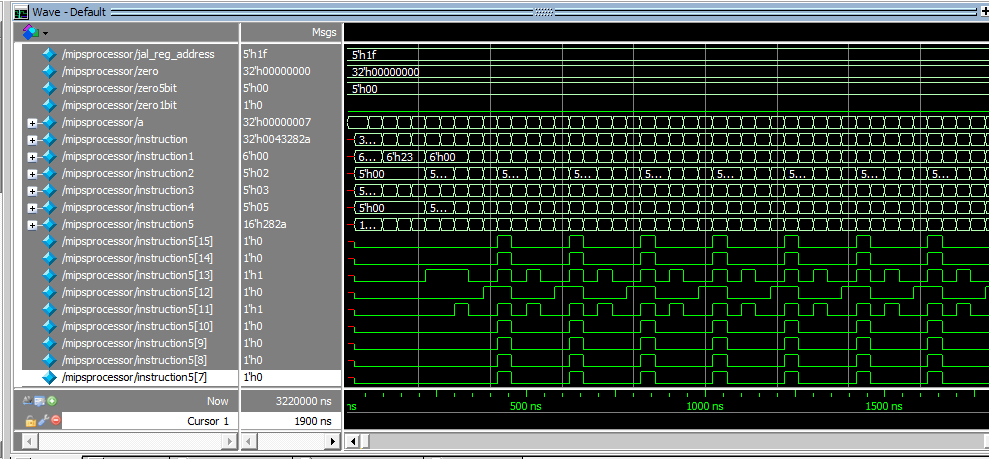 Wave - Default
Msgs
/mipsprocessor/jal_reg_address 5'h1f 5'h1f
/mipsprocessor/zero 32'h00000000 32'h00000000
/mipsprocessor/zero5bit 5'h00 5'h00
/mipsprocessor/zero1bit 1'h0
/mipsprocessor/a 32'h00000007
/mipsprocessor/instruction 32'h0043282a 3...
/mipsprocessor/instruction1 6'h00 6... 6'h23 6'h00
/mipsprocessor/instruction2 5'h02 5'h00 5... 5... 5... 5... 5... 5... 5... 5...
/mipsprocessor/instruction3 5'h03 5...
/mipsprocessor/instruction4 5'h05 5'h00 5...
/mipsprocessor/instruction5 16'h282a 1...
/mipsprocessor/instruction5[15] 1'h0
/mipsprocessor/instruction5[14] 1'h0
/mipsprocessor/instruction5[13] 1'h1
/mipsprocessor/instruction5[12] 1'h0
/mipsprocessor/instruction5[11] 1'h1
/mipsprocessor/instruction5[10] 1'h0
/mipsprocessor/instruction5[9] 1'h0
/mipsprocessor/instruction5[8] 1'h0
/mipsprocessor/instruction5[7] 1'h0
Now 3220000 ns ns 500 ns 1000 ns 1500 ns
Cursor 1 1900 ns